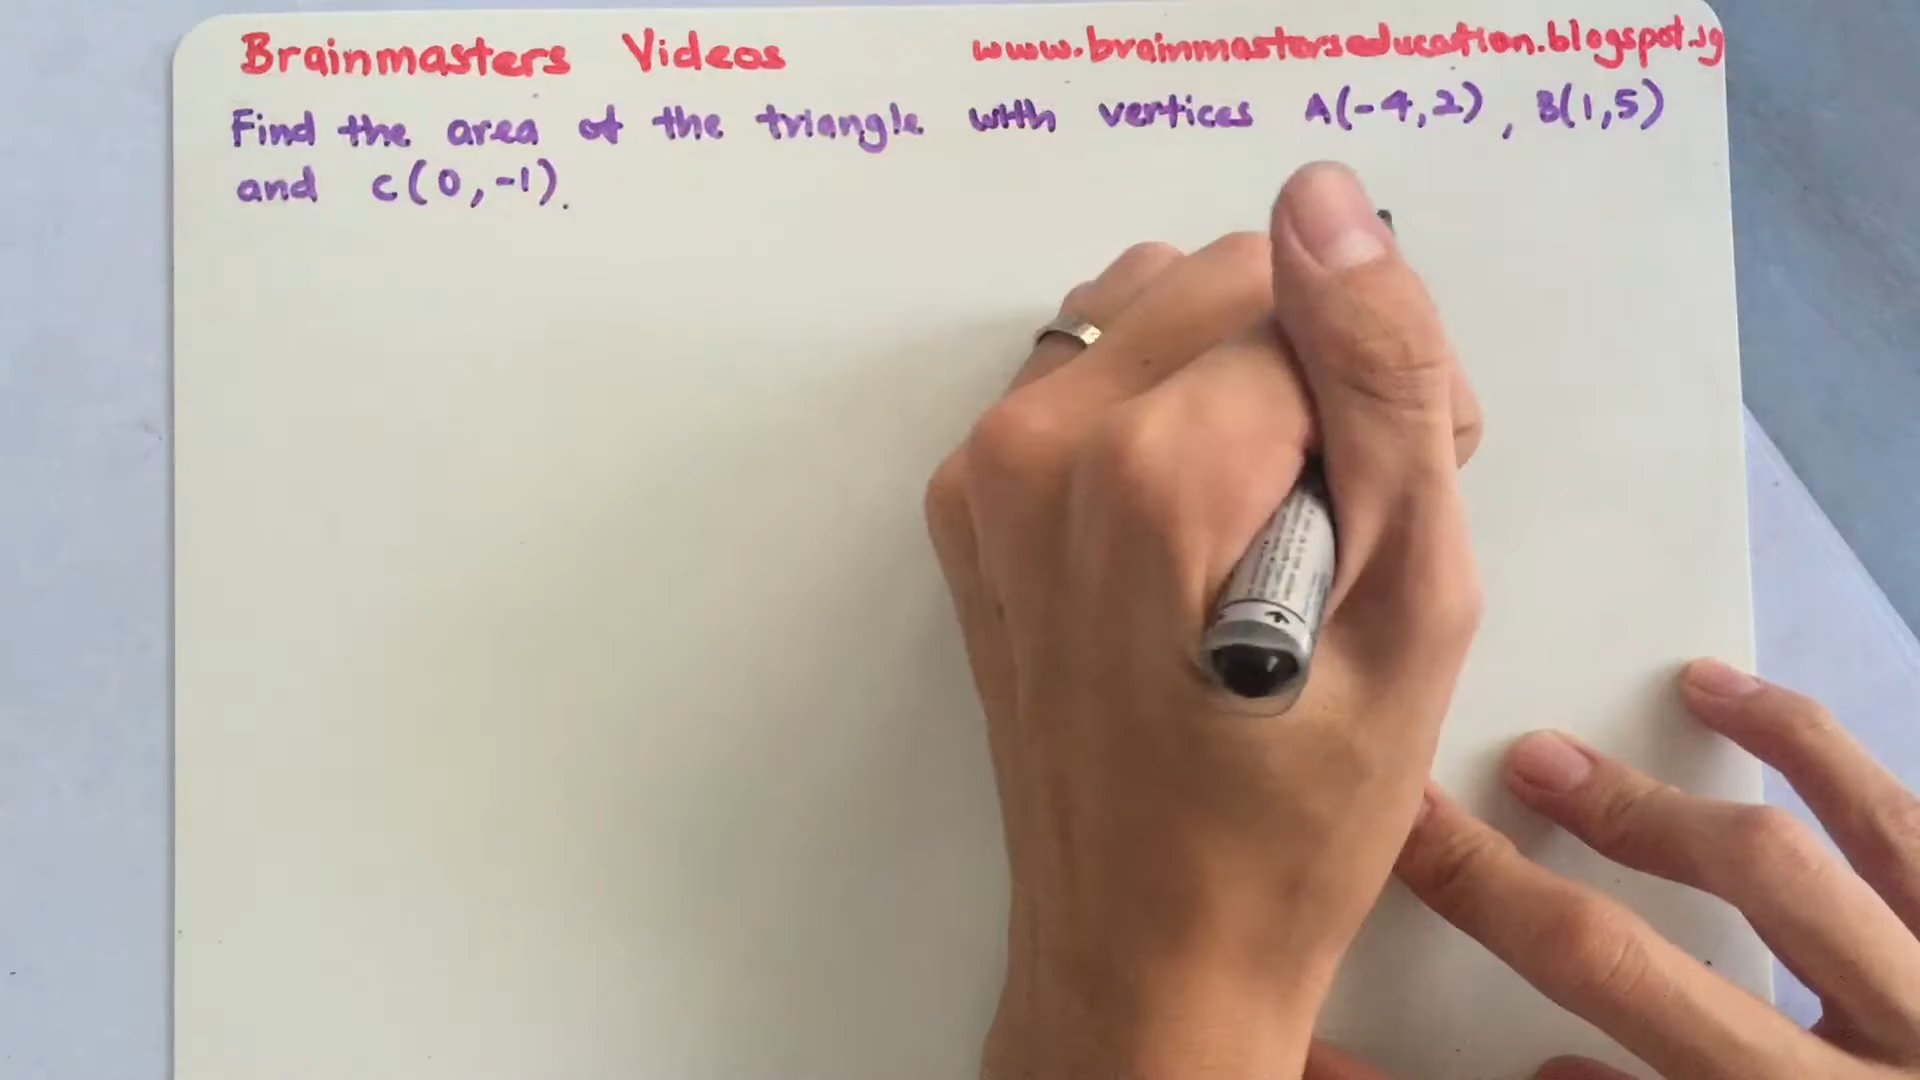 Brainmasters Videos www.brainmasterseducation.blogspot.sg
Find the area of the triangle with vertices A(-4,2), B(1,5)
and C(0,-1).